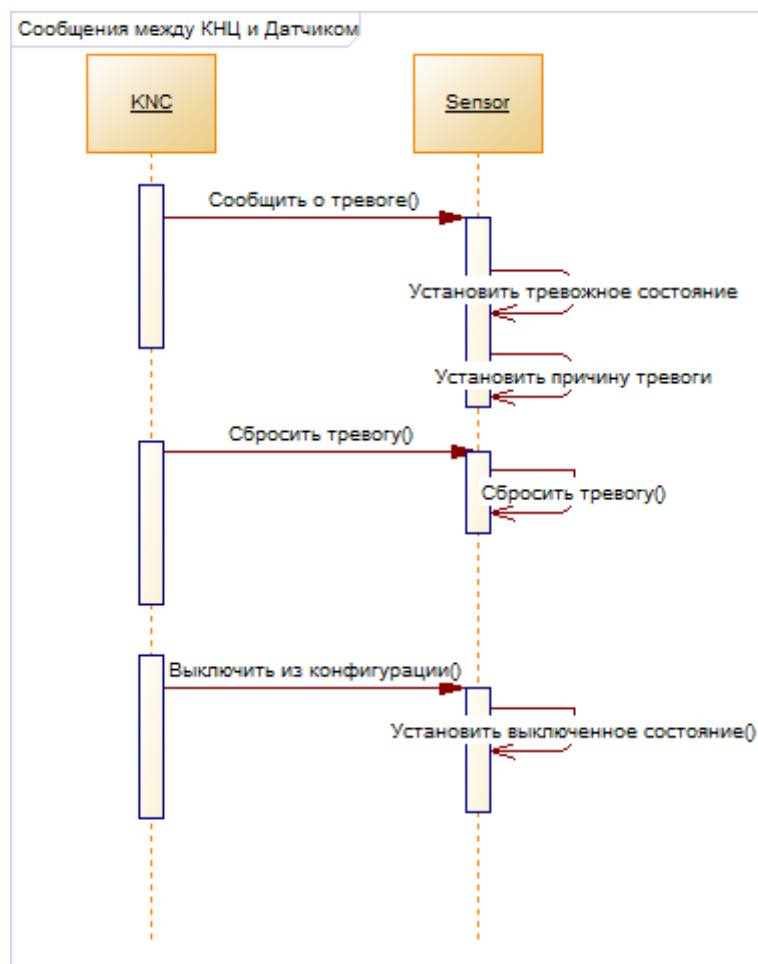 Сообщения между КНЦ и Датчиком
KNC
Sensor
Сообщить о тревоге()
Установить тревожное состояние
Установить причину тревоги
Сбросить тревогу()
Сбросить тревогу()
Выключить из конфигурации()
Установить выключенное состояние()